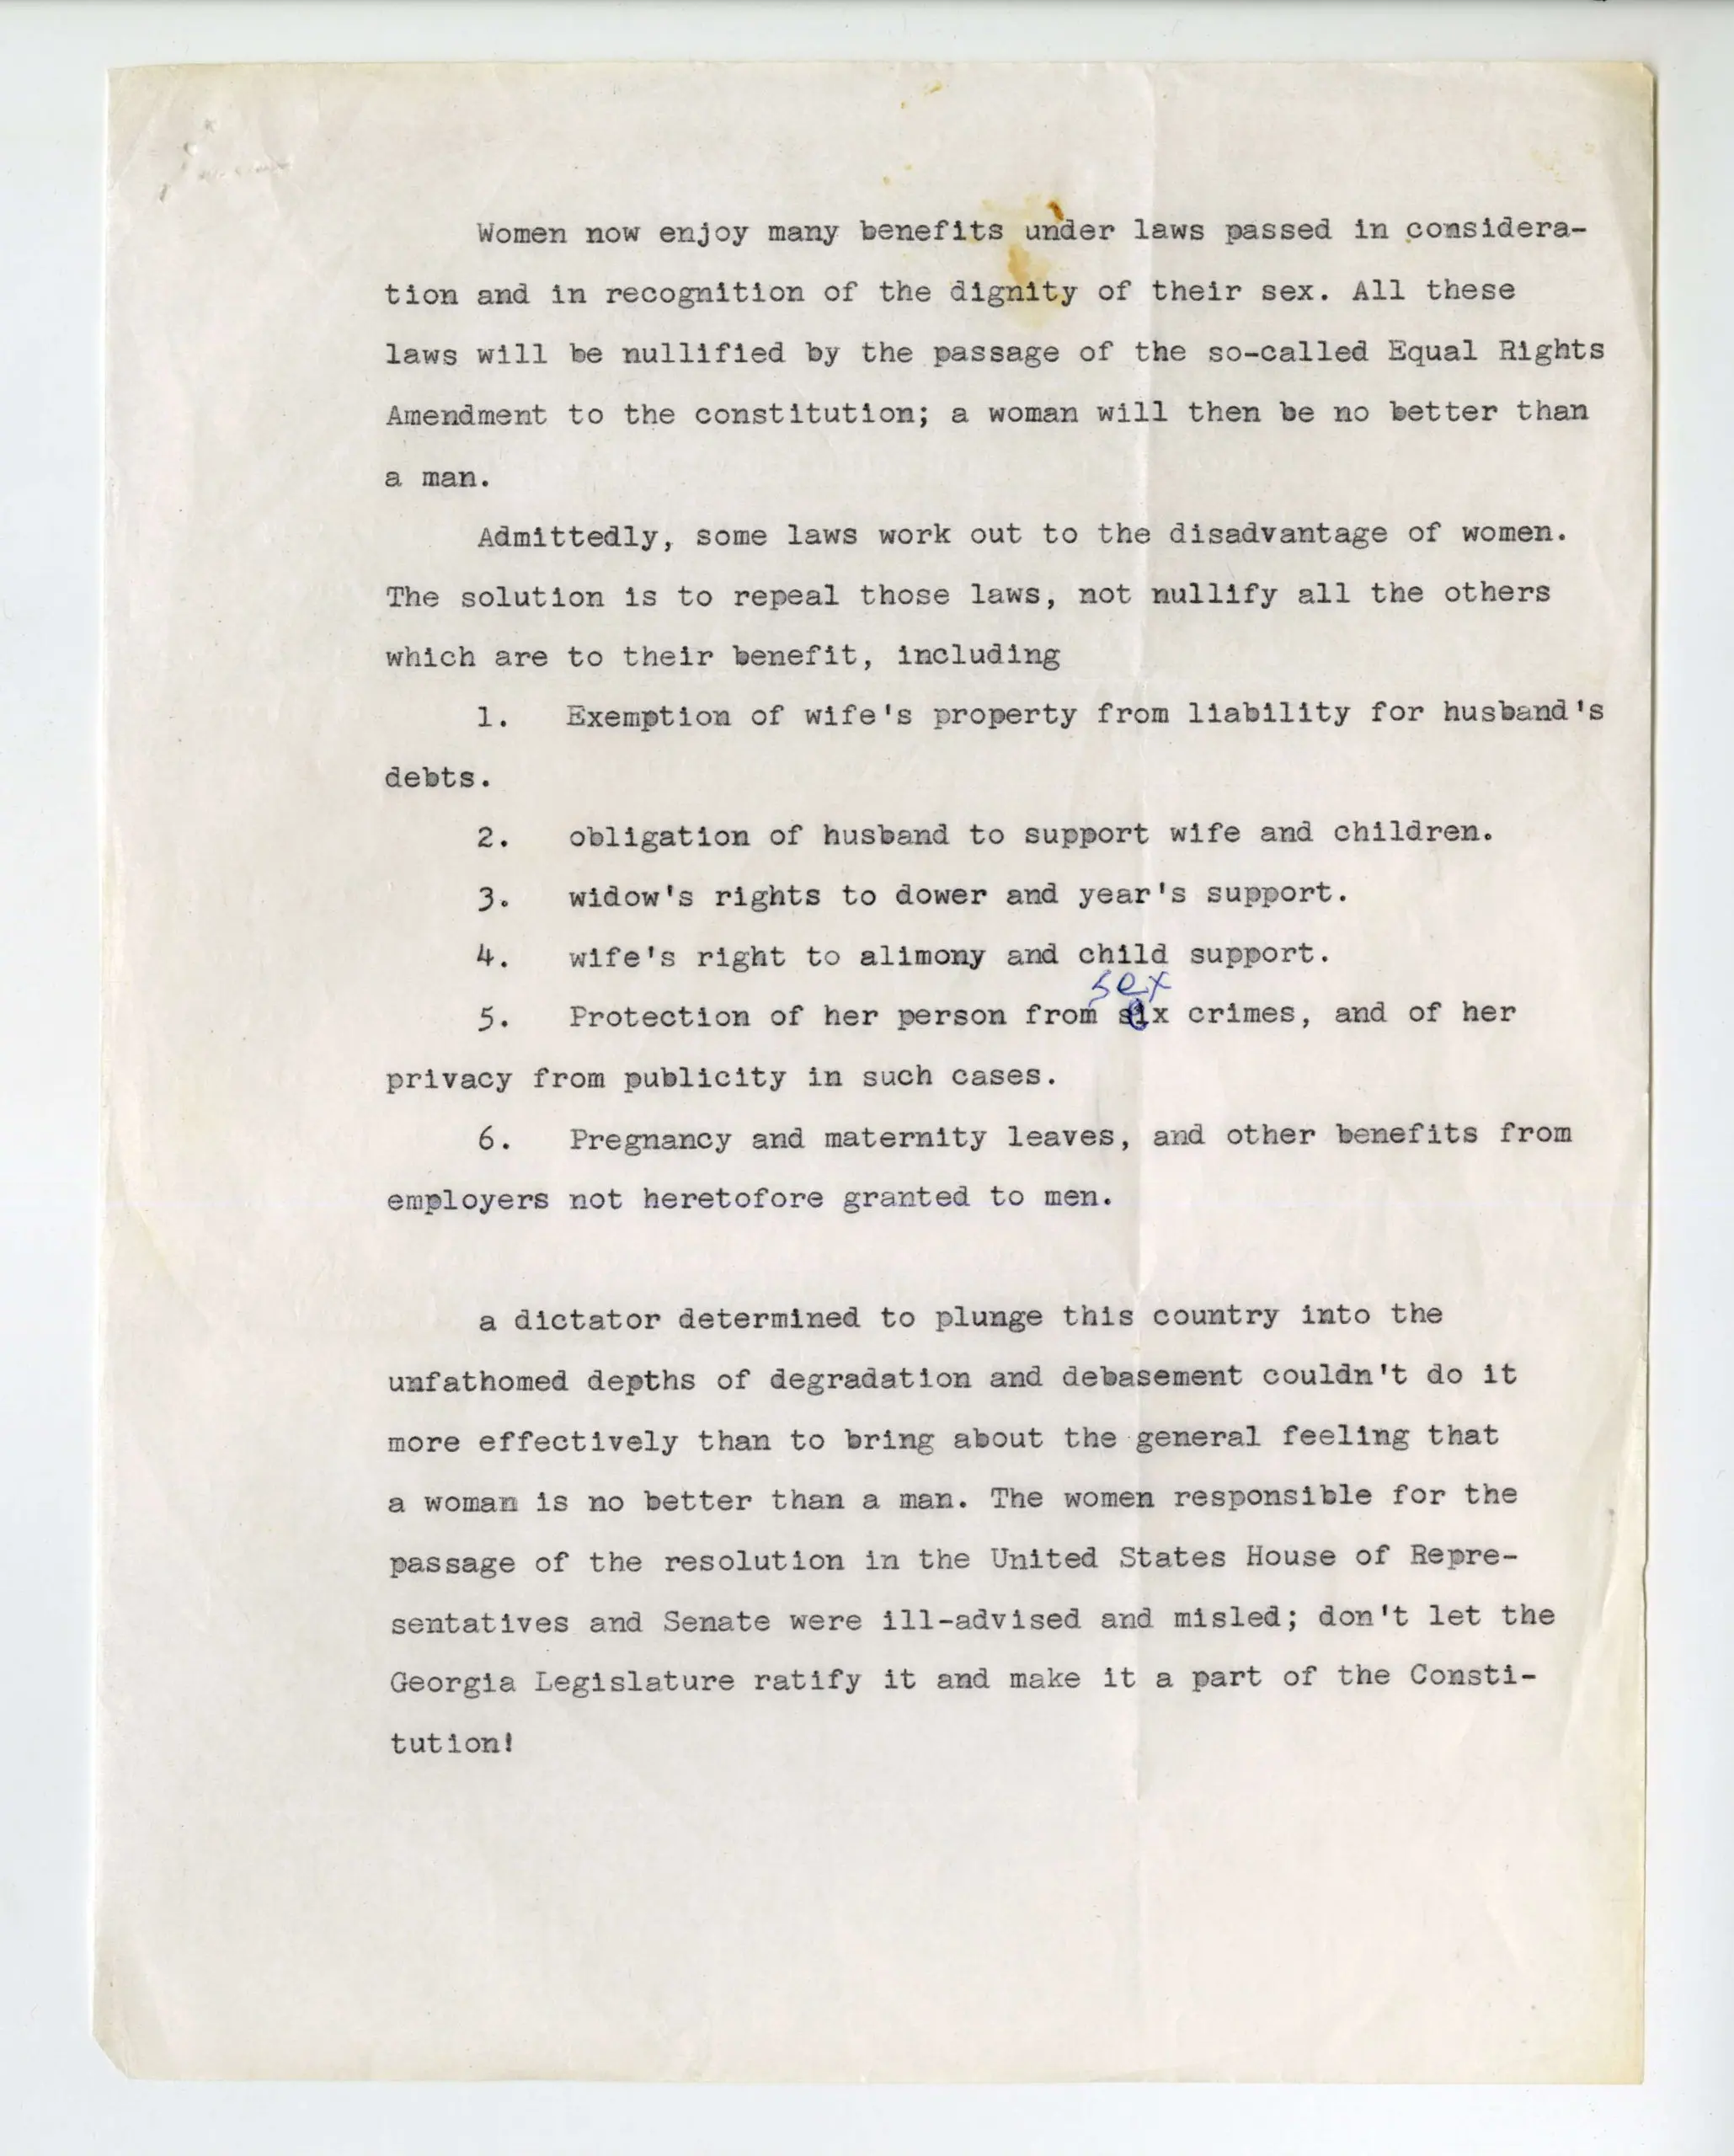 Women now enjoy many benefits under laws passed in considera-
tion and in recognition of the dignity of their sex. All these
laws will be nullified by the passage of the so-called Equal Rights
Amendment to the constitution; a woman will then be no better than
a man.
Admittedly, some laws work out to the disadvantage of women.
The solution is to repeal those laws, not nullify all the others
which are to their benefit, including
1. Exemption of wife's property from liability for husband's
debts.
2. obligation of husband to support wife and children.
3. widow's rights to dower and year's support.
4. wife's right to alimony and child support.
sex
5. Protection of her person from sex crimes, and of her
privacy from publicity in such cases.
6. Pregnancy and maternity leaves, and other benefits from
employers not heretofore granted to men.
a dictator determined to plunge this country into the
unfathomed depths of degradation and debasement couldn't do it
more effectively than to bring about the general feeling that
a woman is no better than a man. The women responsible for the
passage of the resolution in the United States House of Repre-
sentatives and Senate were ill-advised and misled; don't let the
Georgia Legislature ratify it and make it a part of the Consti-
tution!